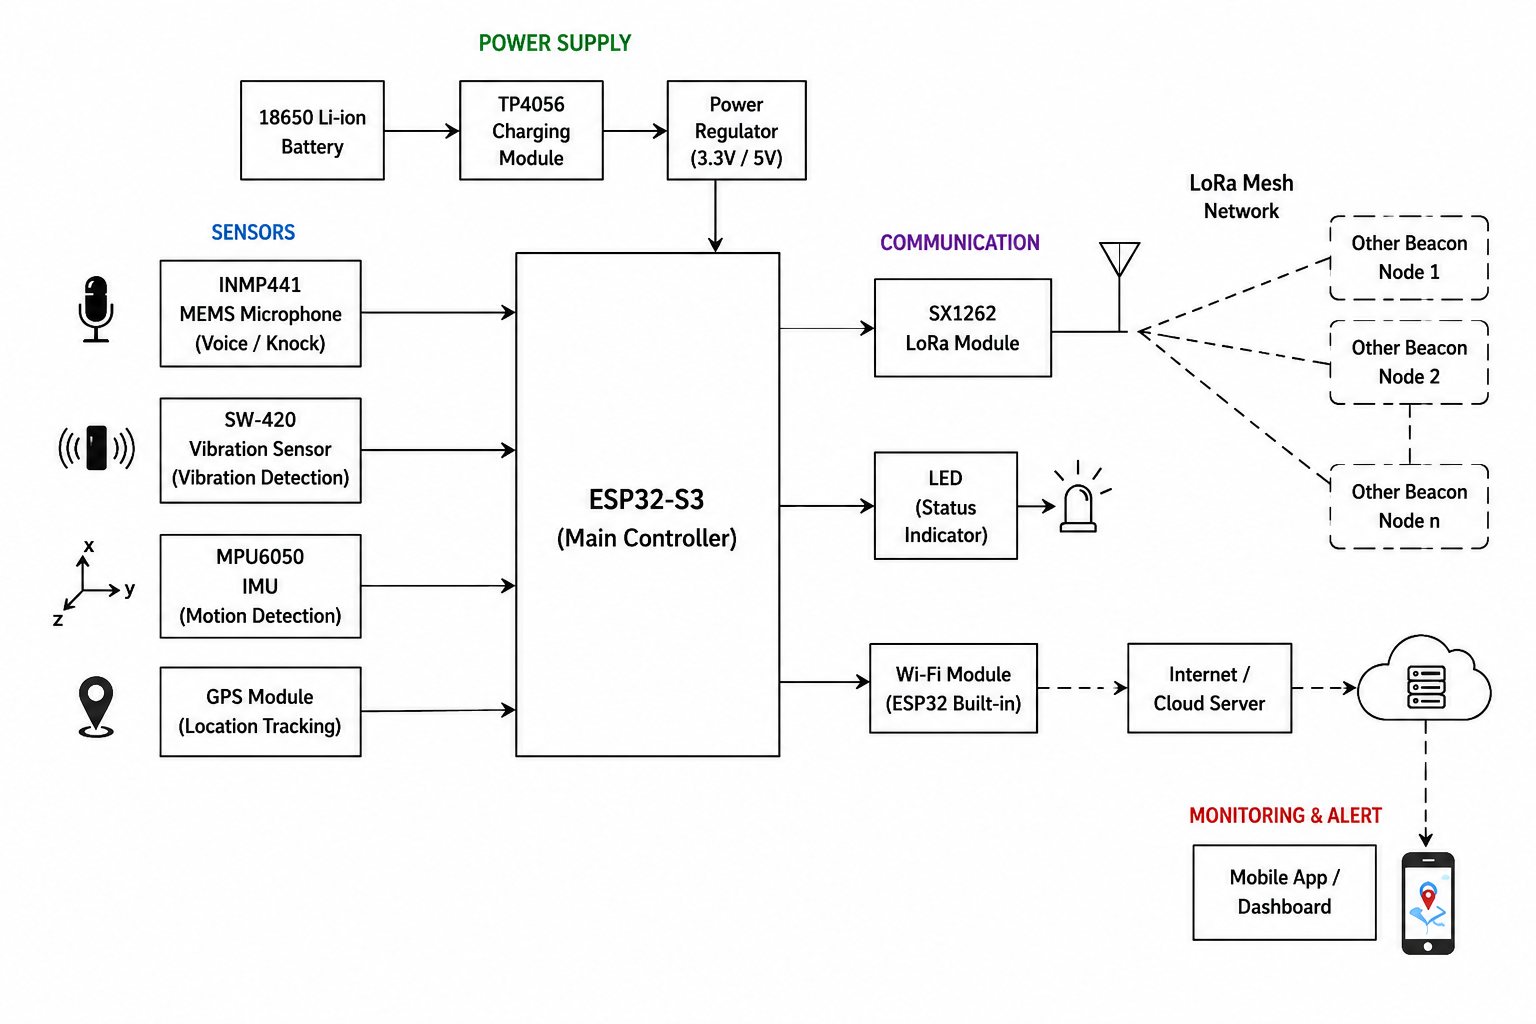 POWER SUPPLY
18650 Li-ion
Battery
TP4056
Charging
Module
Power
Regulator
(3.3V / 5V)
SENSORS
INMP441
MEMS Microphone
(Voice / Knock)
SW-420
Vibration Sensor
(Vibration Detection)
x
y
z
MPU6050
IMU
(Motion Detection)
GPS Module
(Location Tracking)
ESP32-S3
(Main Controller)
COMMUNICATION
SX1262
LoRa Module
LoRa Mesh
Network
Other Beacon
Node 1
Other Beacon
Node 2
Other Beacon
Node n
LED
(Status
Indicator)
Wi-Fi Module
(ESP32 Built-in)
Internet /
Cloud Server
MONITORING & ALERT
Mobile App /
Dashboard